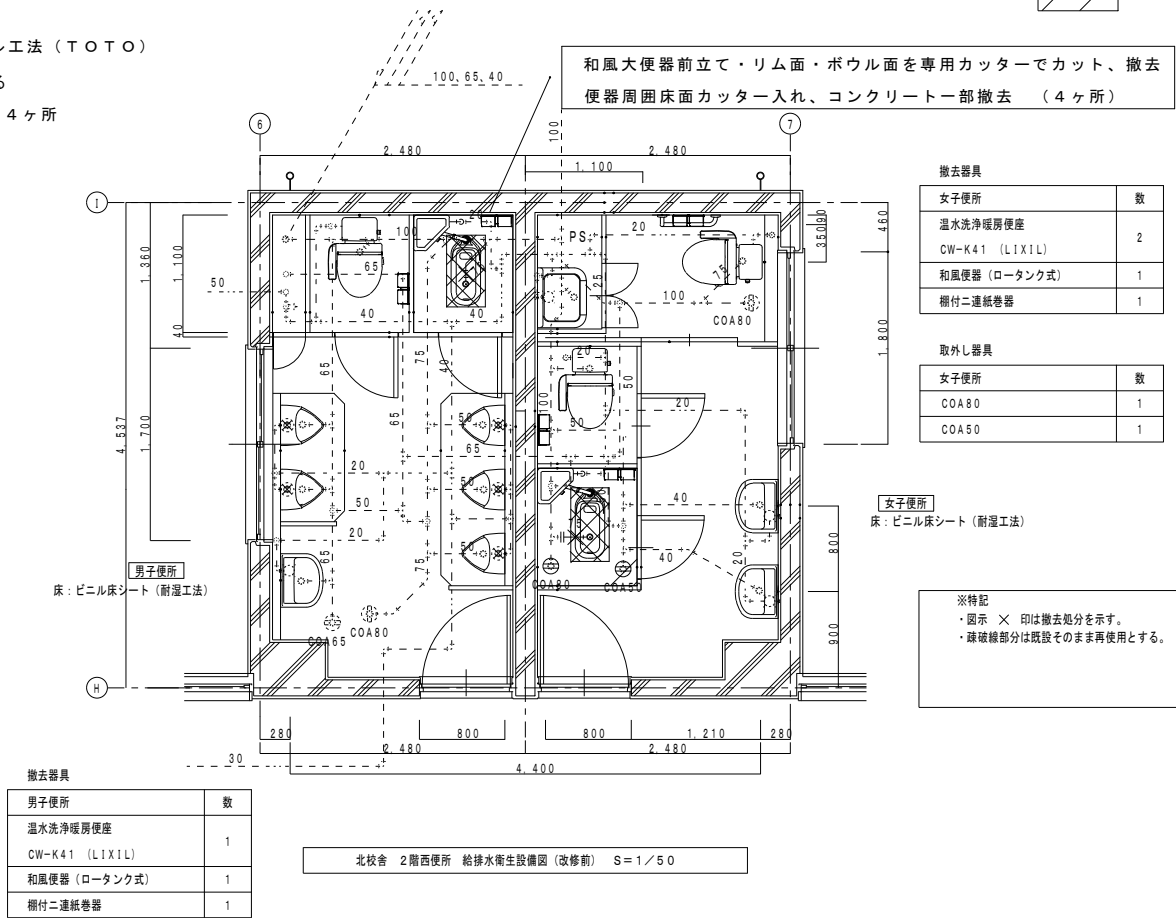 ル工法（ＴＯＴＯ）
る
４ヶ所
和風大便器前立て・リム面・ボウル面を専用カッターでカット、撤去
便器周囲床面カッター入れ、コンクリート一部撤去　（４ヶ所）
100, 65, 40
100
6
7
2,480
2,480
1,100
I
H
1,360
1,100
40
50
4,537
1,700
350
90
460
1,800
800
900
PS
20
100
65
40
40
20
25
75
100
COA80
20
50
100
50
20
65
75
40
65
50
65
50
50
20
50
20
65
75
40
40
20
COA80
COA50
COA65
COA80
男子便所
床：ビニル床シート（耐湿工法）
女子便所
床：ビニル床シート（耐湿工法）
280
800
800
1,210
280
2,480
2,480
4,400
30
撤去器具
女子便所　数
温水洗浄暖房便座
CW-K41 （LIXIL）　2
和風便器（ロータンク式）　1
棚付二連紙巻器　1
取外し器具
女子便所　数
COA80　1
COA50　1
※特記
・図示　×　印は撤去処分を示す。
・疎破線部分は既設そのまま再使用とする。
撤去器具
男子便所　数
温水洗浄暖房便座
CW-K41 （LIXIL）　1
和風便器（ロータンク式）　1
棚付二連紙巻器　1
北校舎　２階西便所　給排水衛生設備図（改修前）　Ｓ＝１／５０